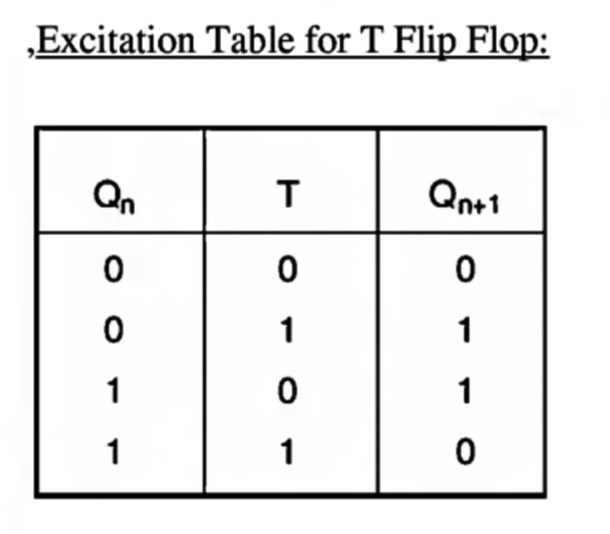 ,Excitation Table for T Flip Flop:
Qn T Qn+1
0 0 0
0 1 1
1 0 1
1 1 0